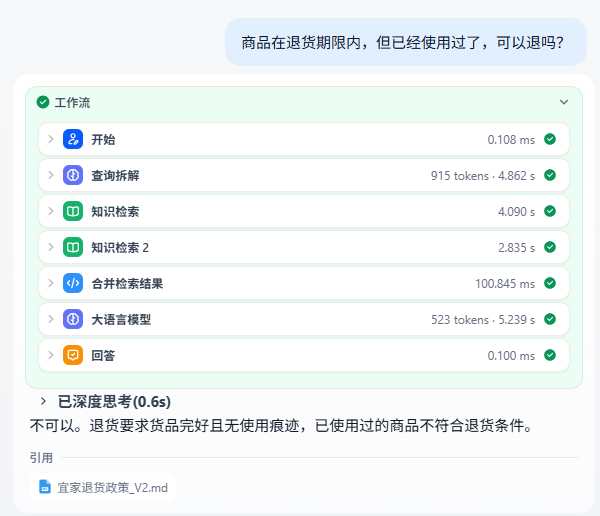 商品在退货期限内，但已经使用过了，可以退吗？
工作流
开始 0.108 ms
查询拆解 915 tokens · 4.862 s
知识检索 4.090 s
知识检索 2 2.835 s
合并检索结果 100.845 ms
大语言模型 523 tokens · 5.239 s
回答 0.100 ms
已深度思考(0.6s)
不可以。退货要求货品完好且无使用痕迹，已使用过的商品不符合退货条件。
引用
宜家退货政策_V2.md